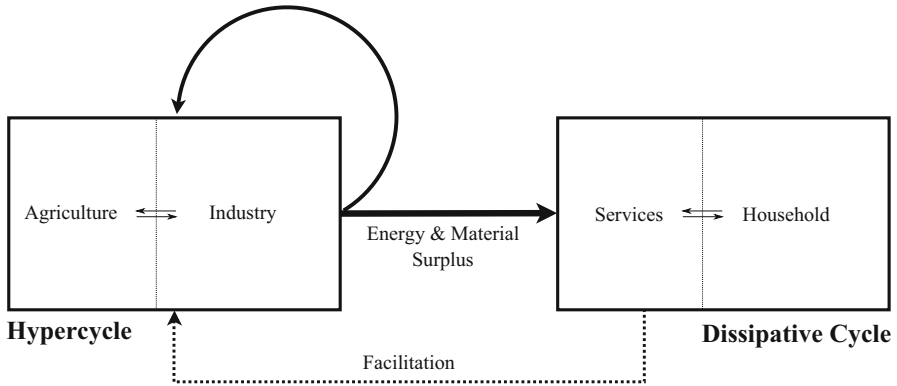 Agriculture
Industry
Energy & Material
Surplus
Services
Household
Hypercycle
Dissipative Cycle
Facilitation